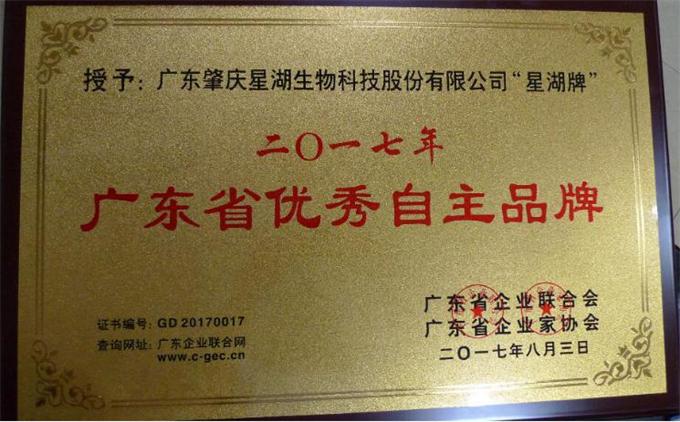 授予：广东肇庆星湖生物科技股份有限公司“星湖牌”
二〇一七年
广东省优秀自主品牌
证书编号：GD 20170017
查询网址：广东企业联合网
www.c-gec.cn
广东省企业联合会
广东省企业家协会
二〇一七年八月三日